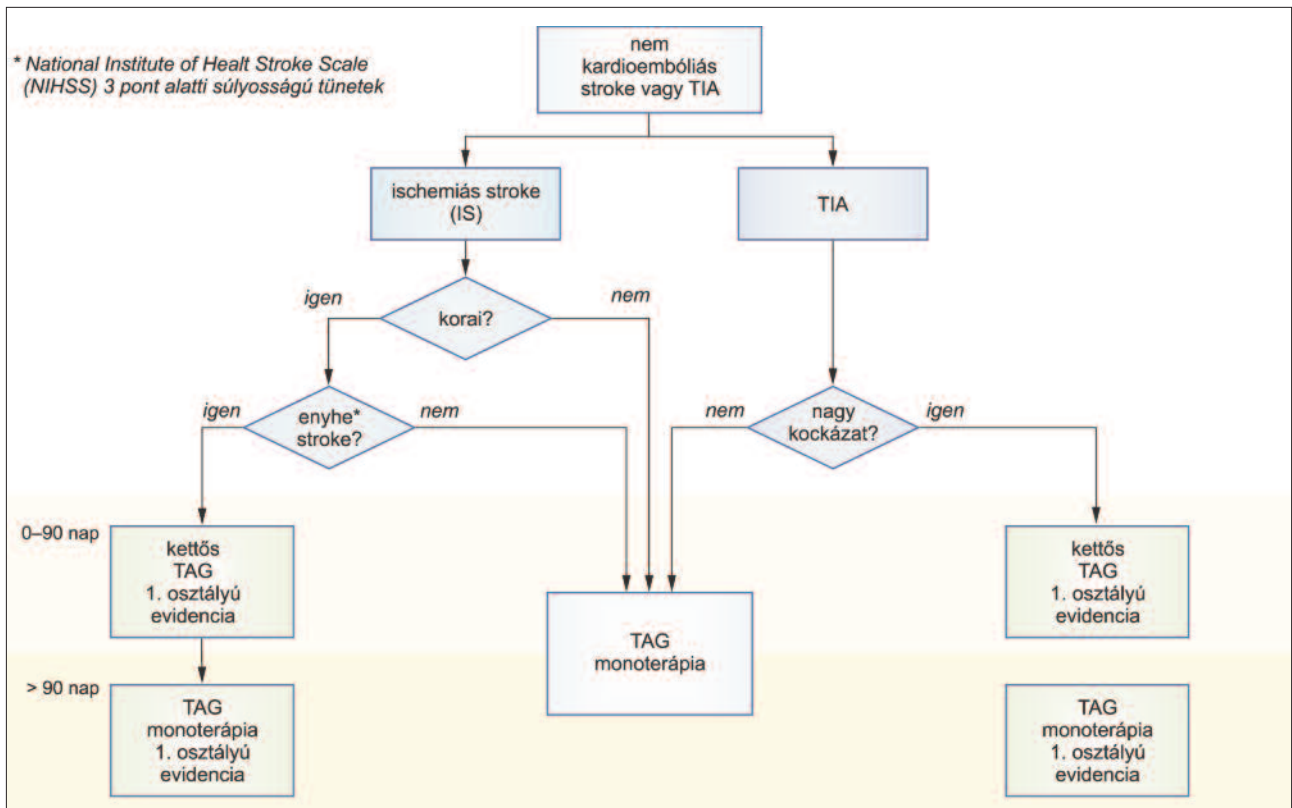 * National Institute of Healt Stroke Scale
(NIHSS) 3 pont alatti súlyosságú tünetek
nem
kardioembóliás
stroke vagy TIA
ischemiás stroke
(IS)
TIA
igen
korai?
nem
igen
enyhe*
stroke?
nem
nem
nagy
kockázat?
igen
0–90 nap
kettős
TAG
1. osztályú
evidencia
kettős
TAG
1. osztályú
evidencia
TAG
monoterápia
> 90 nap
TAG
monoterápia
1. osztályú
evidencia
TAG
monoterápia
1. osztályú
evidencia